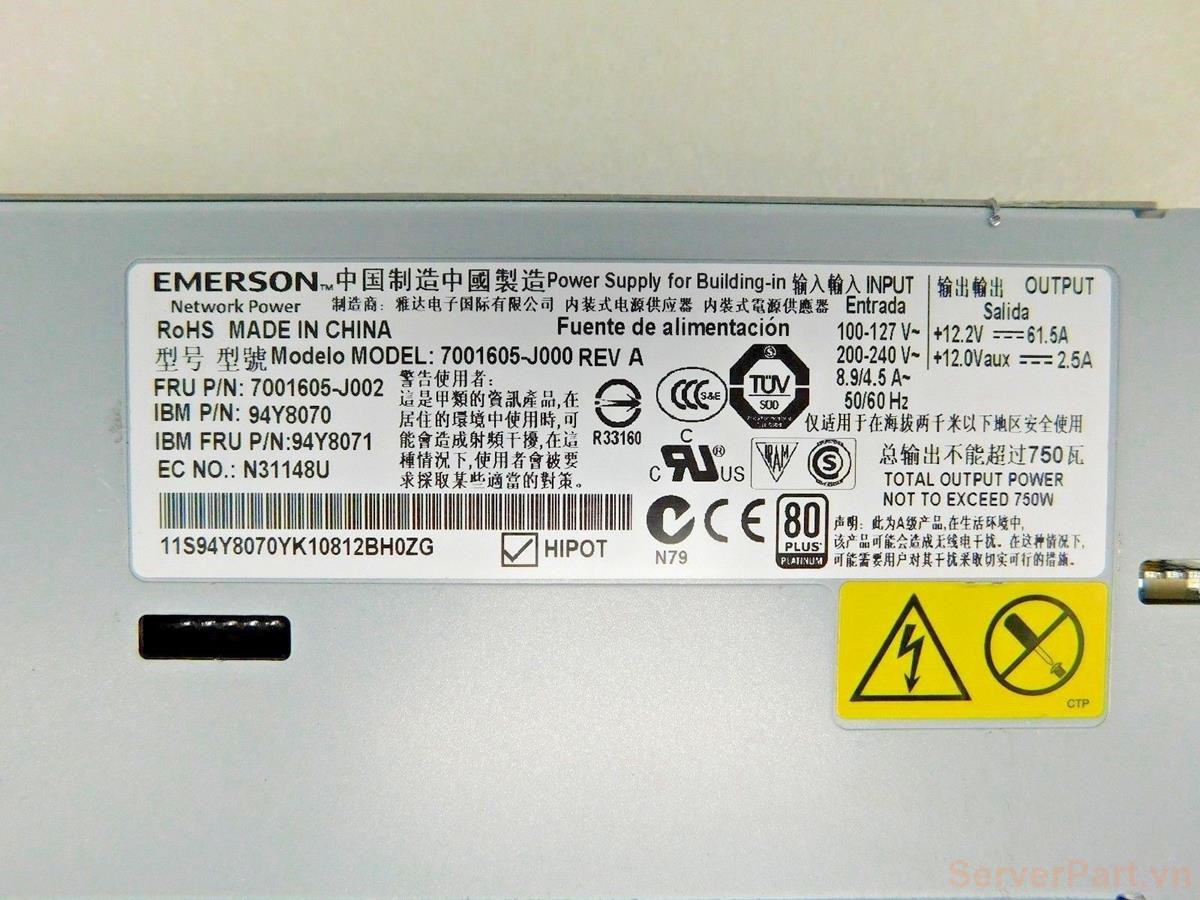 EMERSON™ 中国制造中國製造 Power Supply for Building-in
Network Power 制造商: 雅达电子国际有限公司 内装式电源供应器 內裝式電源供應器
RoHS MADE IN CHINA Fuente de alimentación
型号 型號 Modelo MODEL: 7001605-J000 REV A
FRU P/N: 7001605-J002
IBM P/N: 94Y8070
IBM FRU P/N:94Y8071
EC NO.: N31148U
警告使用者:
這是甲類的資訊產品,在
居住的環境中使用時,可
能會造成射頻干擾,在這
種情況下,使用者會被要
求採取某些適當的對策。
R33160
CCC S&E
TÜV
SÜD
c RU® US
C
IRAM
S
输入輸入 INPUT
Entrada
100-127 V~
200-240 V~
8.9/4.5 A~
50/60 Hz
输出輸出 OUTPUT
Salida
+12.2V 61.5A
+12.0Vaux 2.5A
仅适用于在海拔两千米以下地区安全使用
总输出不能超过750瓦
TOTAL OUTPUT POWER
NOT TO EXCEED 750W
11S94Y8070YK10812BH0ZG
HIPOT
N79
CE
80
PLUS®
PLATINUM
声明: 此为A级产品,在生活环境中,
该产品可能会造成无线电干扰。在这种情况下,
可能需要用户对其干扰采取切实可行的措施。
CTP
ServerPart.vn